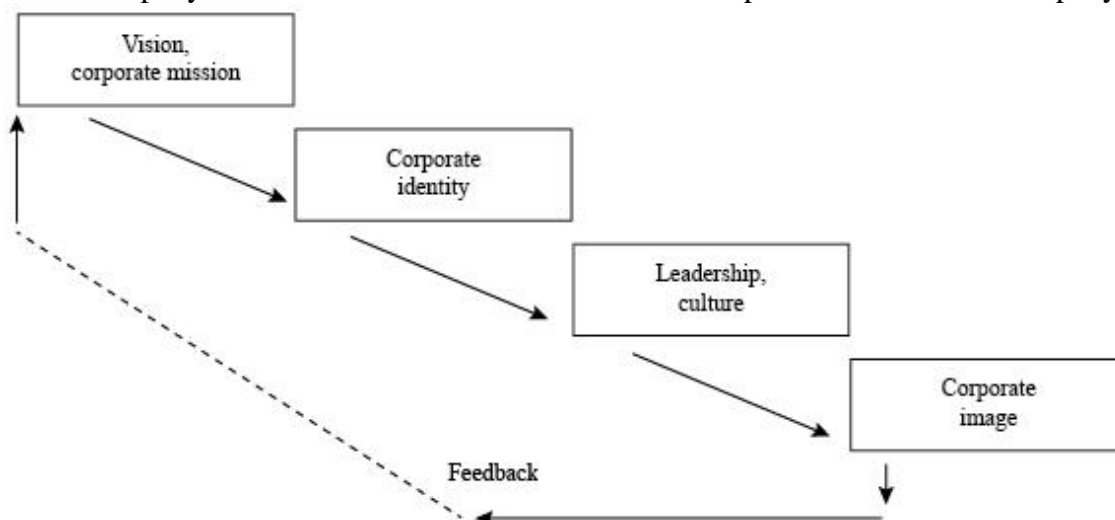 Vision,
corporate mission
Corporate
identity
Leadership,
culture
Corporate
image
Feedback